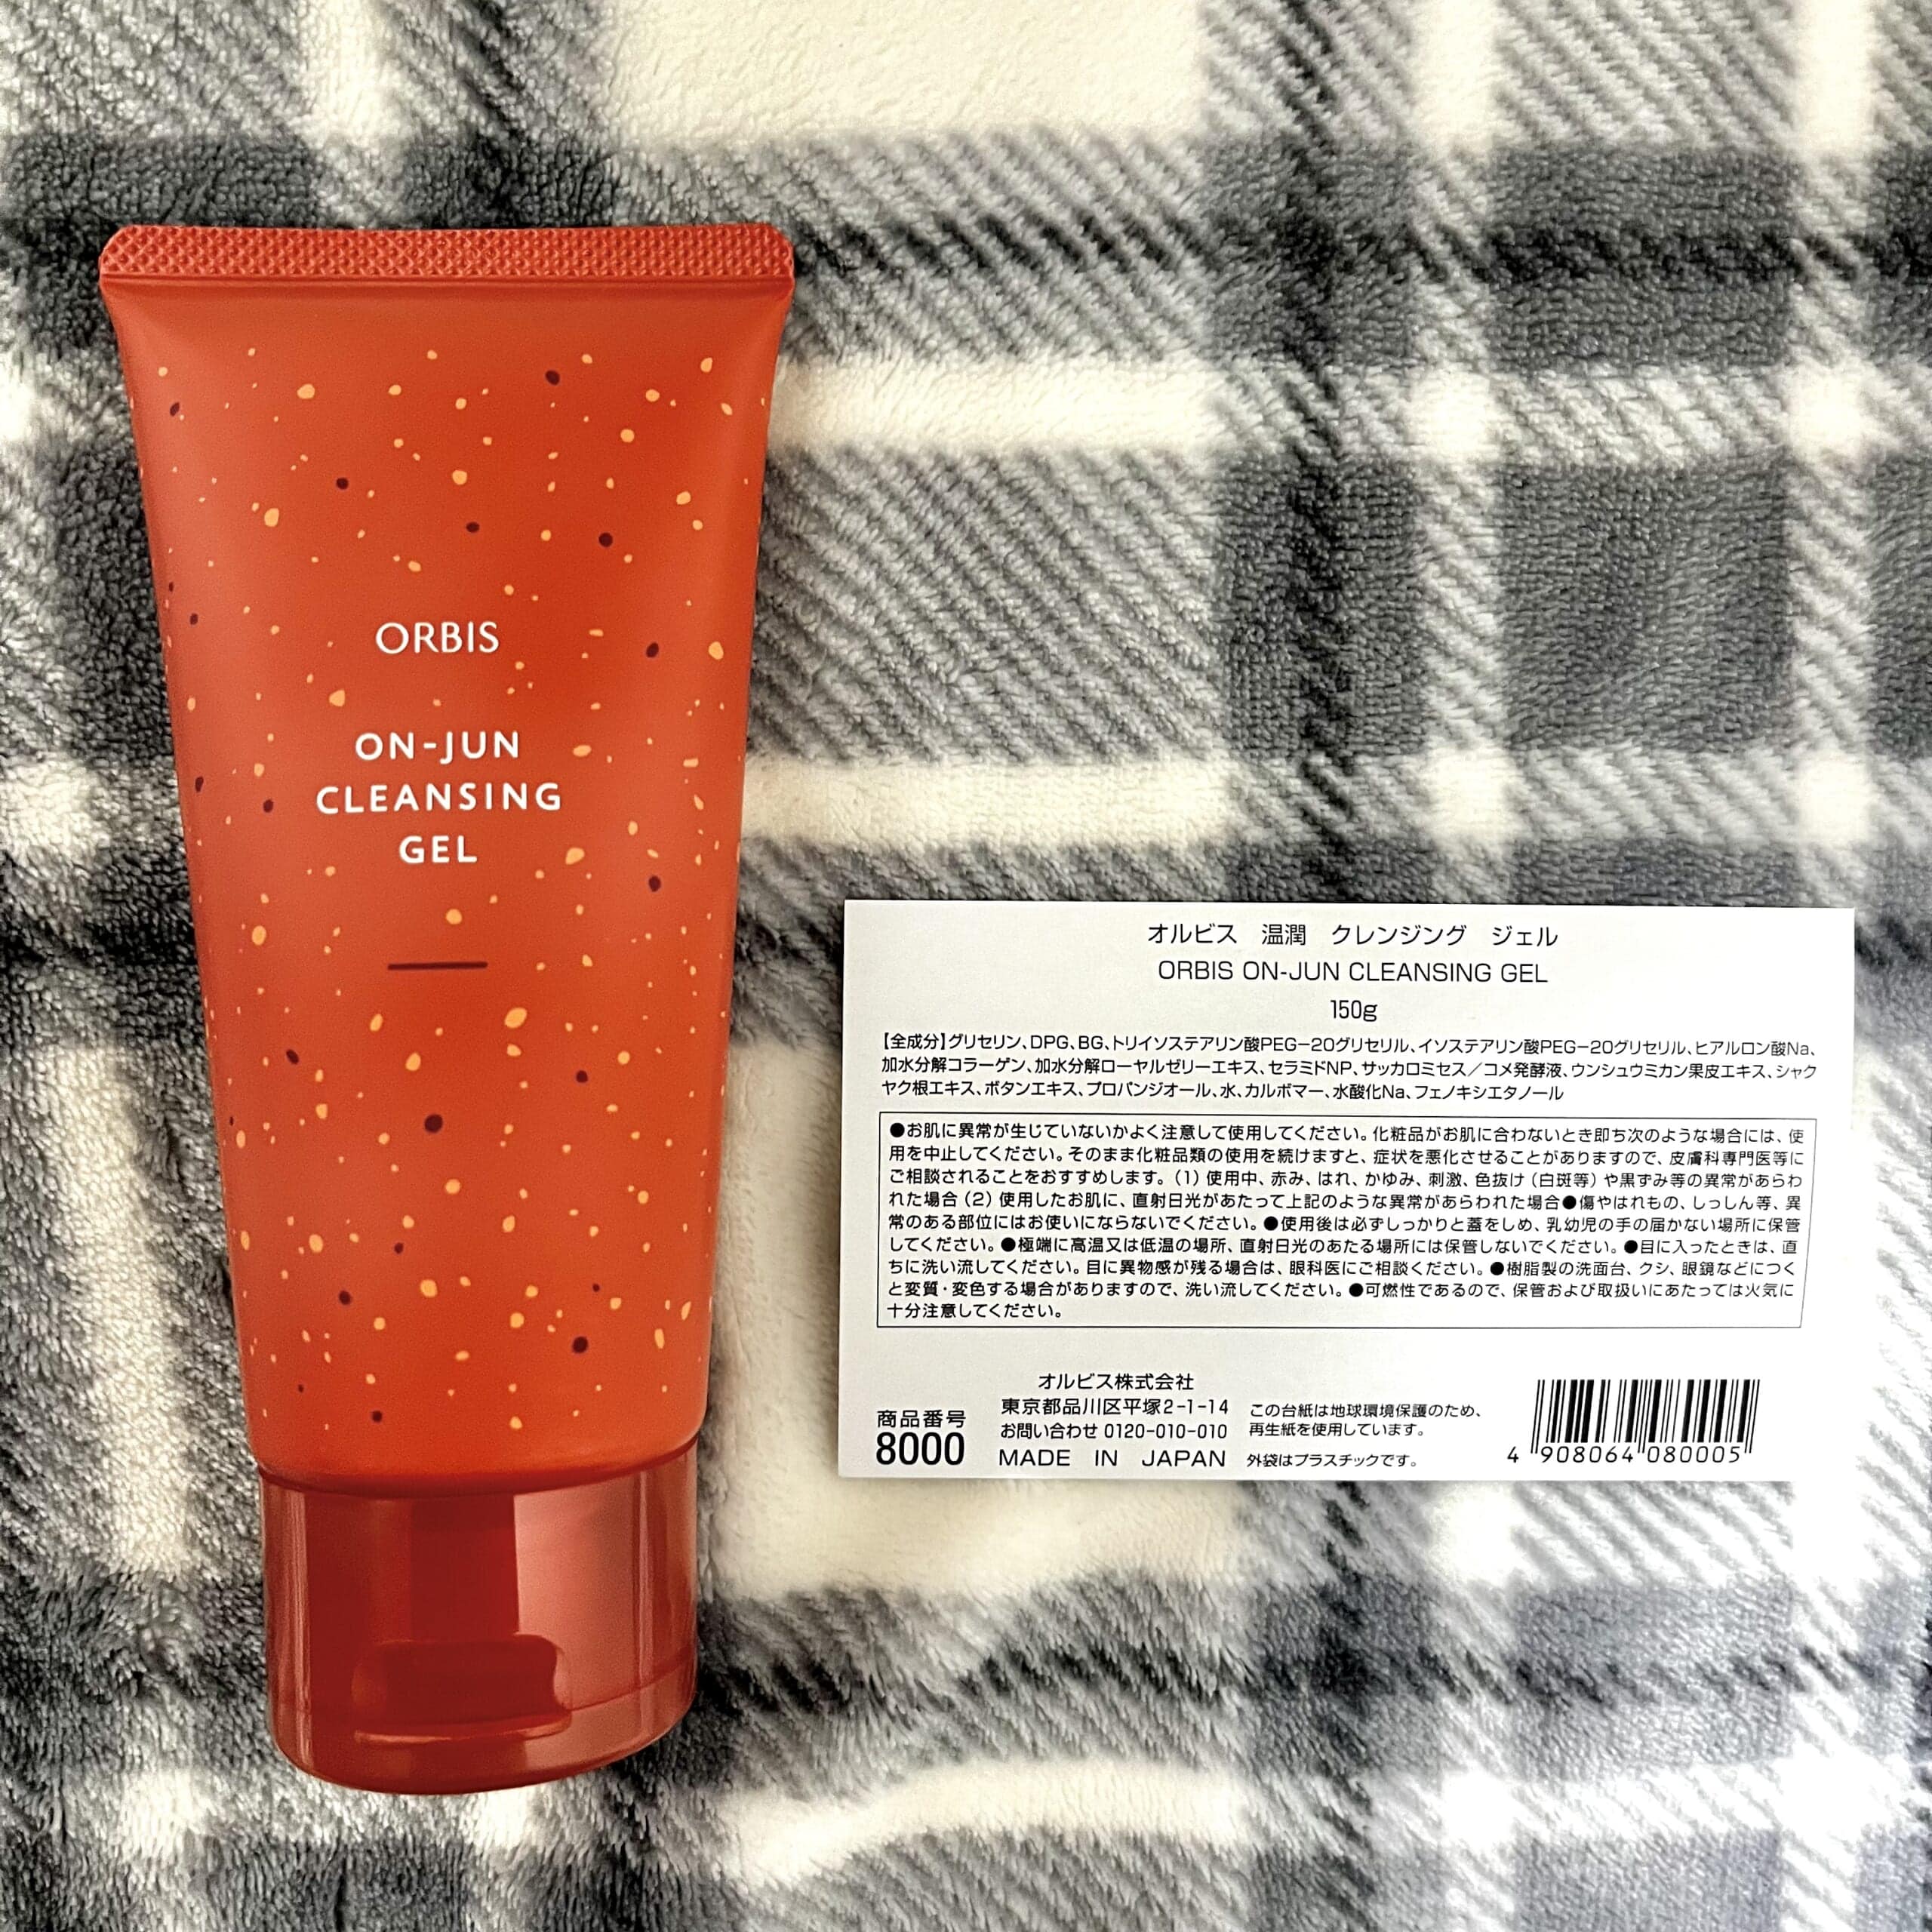 ORBIS
ON-JUN
CLEANSING
GEL
オルビス 温潤 クレンジング ジェル
ORBIS ON-JUN CLEANSING GEL
150g
【全成分】グリセリン、DPG、BG、トリイソステアリン酸PEG-20グリセリル、イソステアリン酸PEG-20グリセリル、ヒアルロン酸Na、
加水分解コラーゲン、加水分解ローヤルゼリーエキス、セラミドNP、サッカロミセス／コメ発酵液、ウンシュウミカン果皮エキス、シャク
ヤク根エキス、ボタンエキス、プロパンジオール、水、カルボマー、水酸化Na、フェノキシエタノール
●お肌に異常が生じていないかよく注意して使用してください。化粧品がお肌に合わないとき即ち次のような場合には、使
用を中止してください。そのまま化粧品類の使用を続けますと、症状を悪化させることがありますので、皮膚科専門医等に
ご相談されることをおすすめします。（1）使用中、赤み、はれ、かゆみ、刺激、色抜け（白斑等）や黒ずみ等の異常があらわ
れた場合（2）使用したお肌に、直射日光があたって上記のような異常があらわれた場合●傷やはれもの、しっしん等、異
常のある部位にはお使いにならないでください。●使用後は必ずしっかりと蓋をしめ、乳幼児の手の届かない場所に保管
してください。●極端に高温又は低温の場所、直射日光のあたる場所には保管しないでください。●目に入ったときは、直
ちに洗い流してください。目に異物感が残る場合は、眼科医にご相談ください。●樹脂製の洗面台、クシ、眼鏡などにつく
と変質・変色する場合がありますので、洗い流してください。●可燃性であるので、保管および取扱いにあたっては火気に
十分注意してください。
商品番号
8000
オルビス株式会社
東京都品川区平塚2-1-14
お問い合わせ 0120-010-010
MADE IN JAPAN
この台紙は地球環境保護のため、
再生紙を使用しています。
外袋はプラスチックです。
4 908064 080005